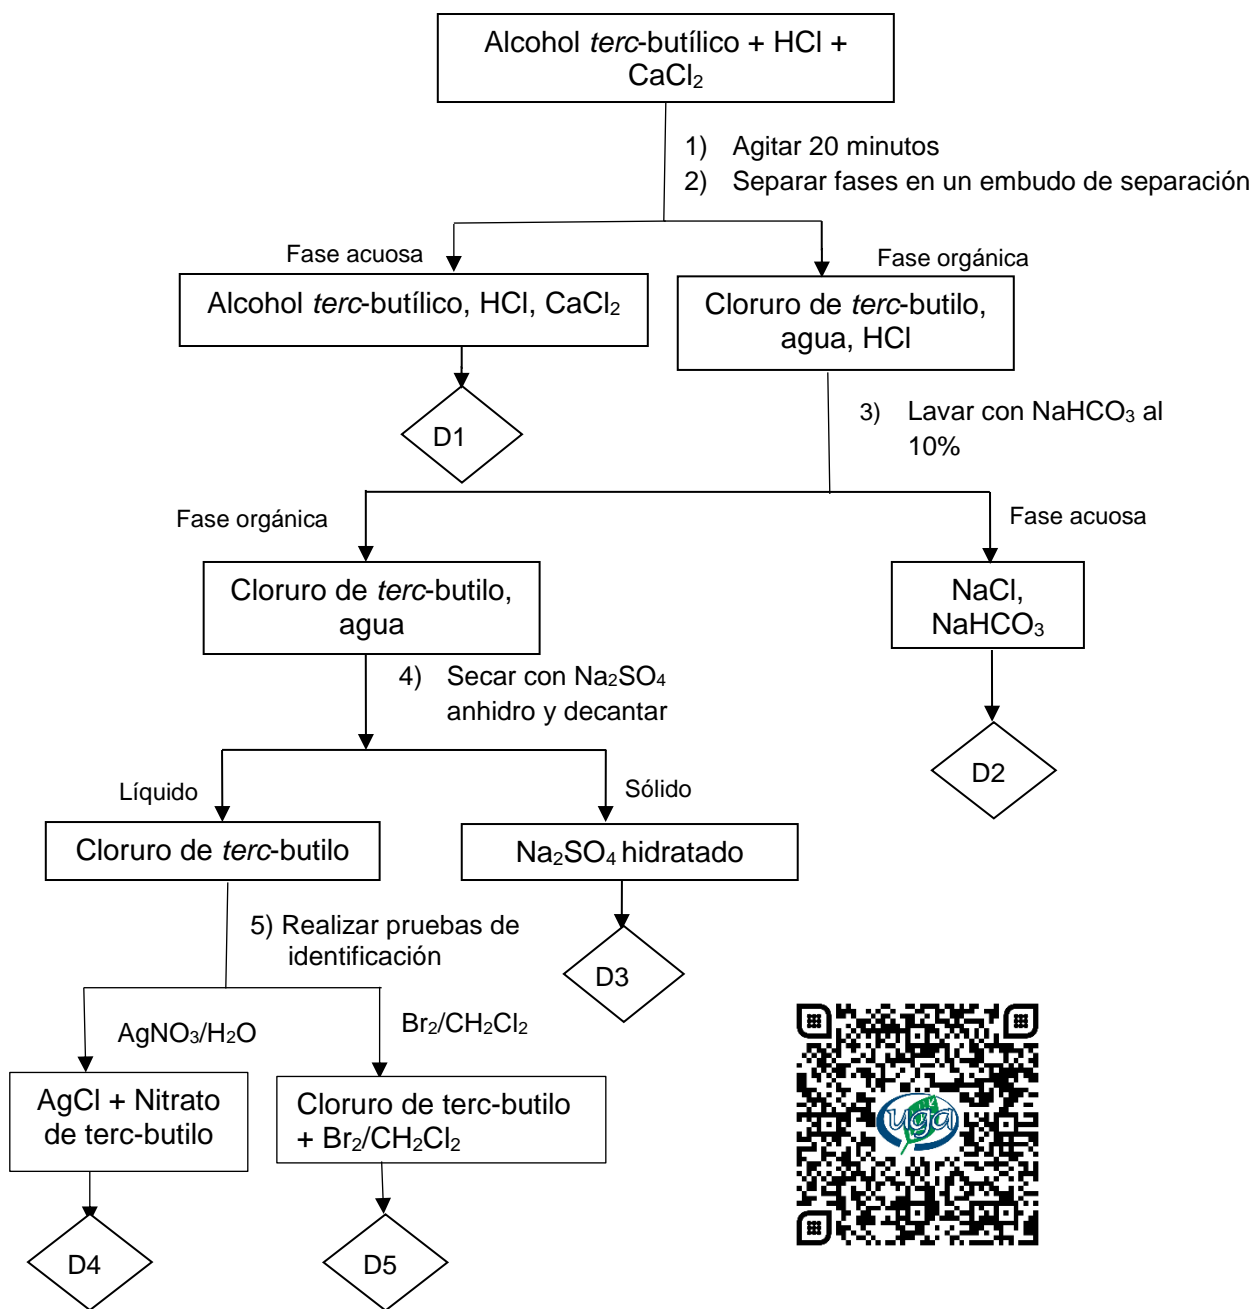 Alcohol terc-butílico + HCl +
CaCl₂
1) Agitar 20 minutos
2) Separar fases en un embudo de separación
Fase acuosa
Fase orgánica
Alcohol terc-butílico, HCl, CaCl₂
Cloruro de terc-butilo,
agua, HCl
D1
3) Lavar con NaHCO₃ al
10%
Fase orgánica
Fase acuosa
Cloruro de terc-butilo,
agua
NaCl,
NaHCO₃
4) Secar con Na₂SO₄
anhidro y decantar
D2
Líquido
Sólido
Cloruro de terc-butilo
Na₂SO₄ hidratado
5) Realizar pruebas de
identificación
D3
AgNO₃/H₂O
Br₂/CH₂Cl₂
AgCl + Nitrato
de terc-butilo
Cloruro de terc-butilo
+ Br₂/CH₂Cl₂
uga
D4
D5